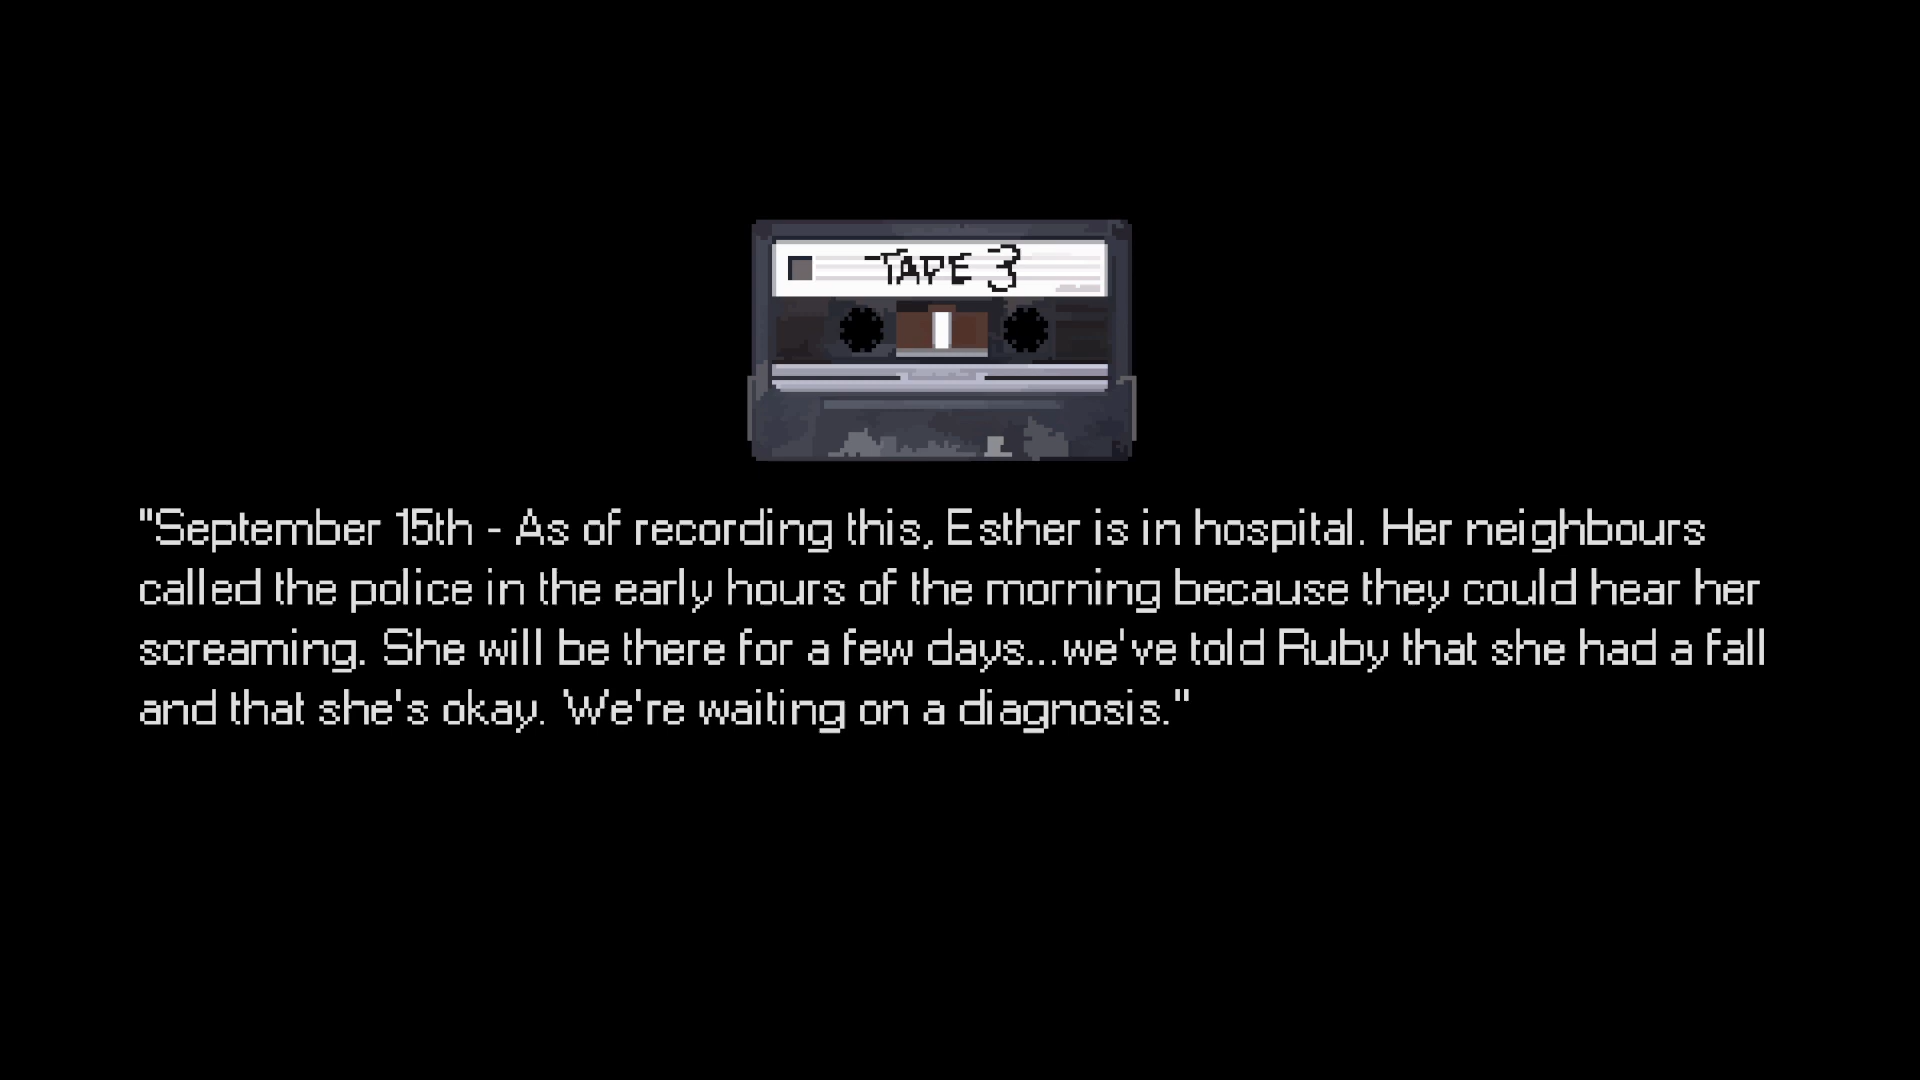 TAPE 3
"September 15th - As of recording this, Esther is in hospital. Her neighbours
called the police in the early hours of the morning because they could hear her
screaming. She will be there for a few days...we've told Ruby that she had a fall
and that she's okay. We're waiting on a diagnosis."